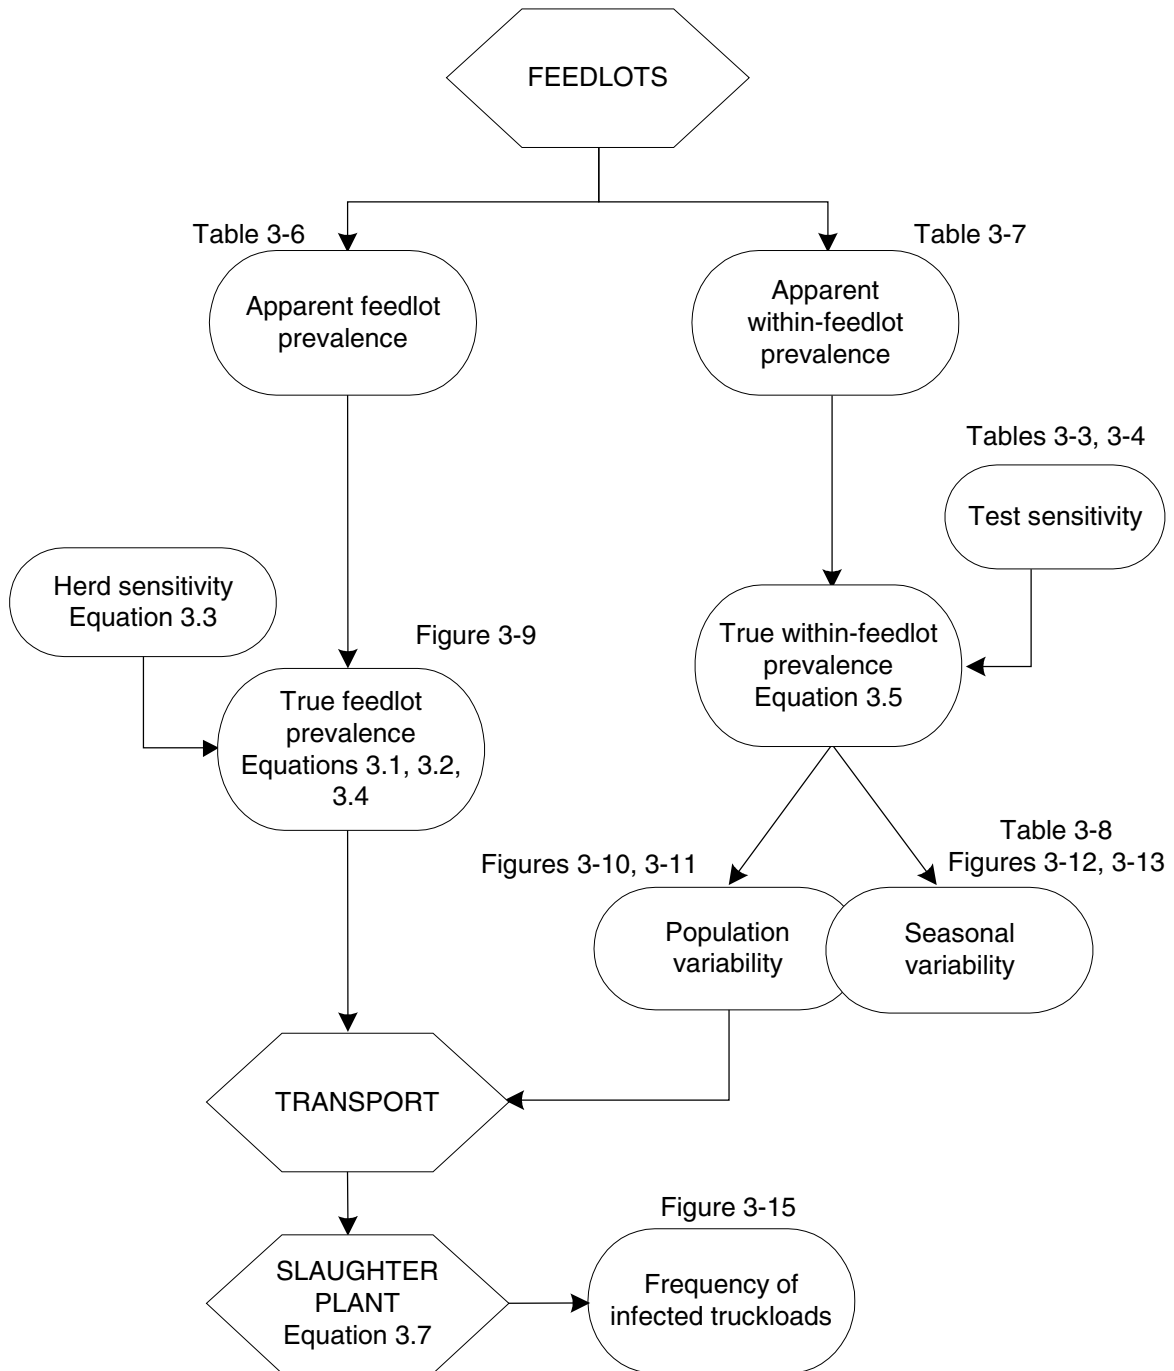 FEEDLOTS
Table 3-6
Table 3-7
Apparent feedlot
prevalence
Apparent
within-feedlot
prevalence
Tables 3-3, 3-4
Test sensitivity
Herd sensitivity
Equation 3.3
Figure 3-9
True within-feedlot
prevalence
Equation 3.5
True feedlot
prevalence
Equations 3.1, 3.2,
3.4
Figures 3-10, 3-11
Table 3-8
Figures 3-12, 3-13
Population
variability
Seasonal
variability
TRANSPORT
Figure 3-15
SLAUGHTER
PLANT
Equation 3.7
Frequency of
infected truckloads